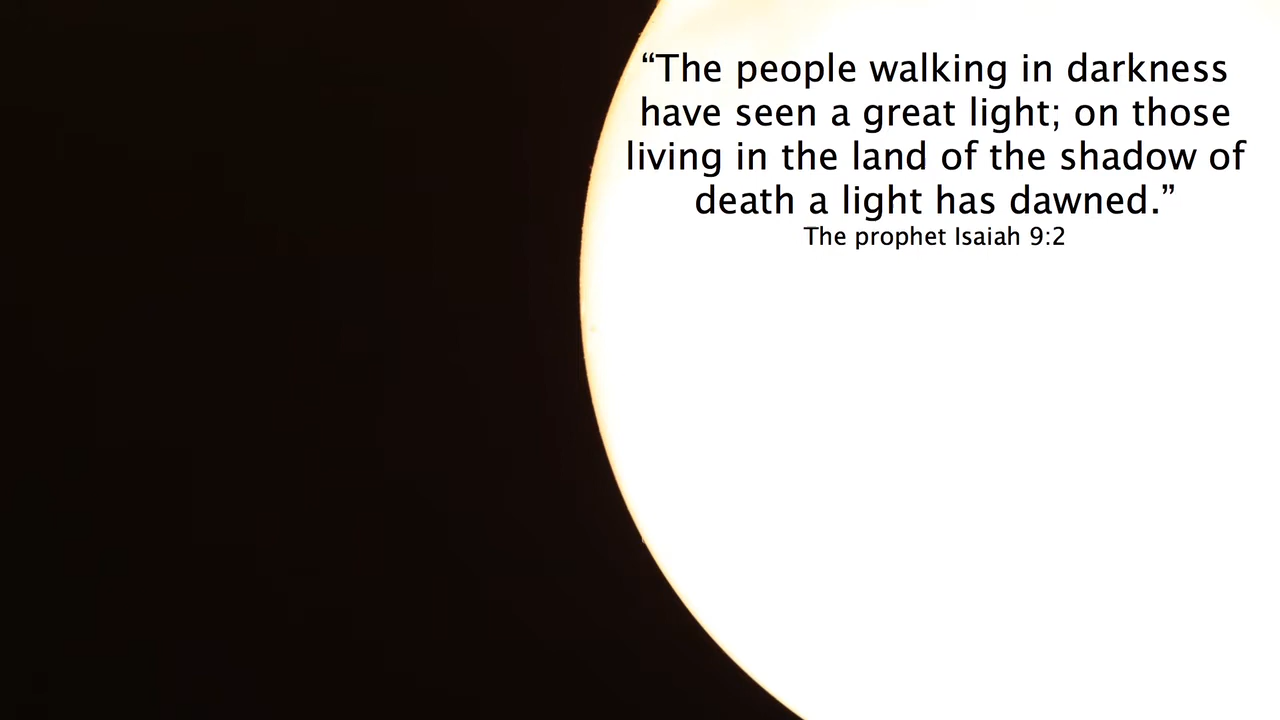 “The people walking in darkness
have seen a great light; on those
living in the land of the shadow of
death a light has dawned.”
The prophet Isaiah 9:2